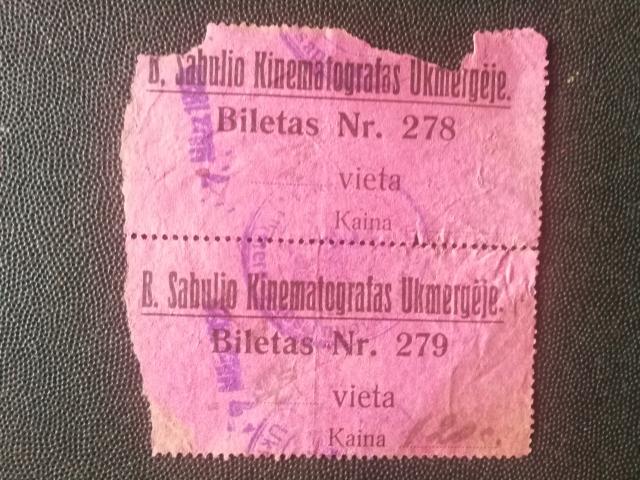 B. Sabulio Kinematografas Ukmergėje.
Biletas Nr. 278
vieta
Kaina
B. Sabulio Kinematografas Ukmergėje.
Biletas Nr. 279
vieta
Kaina